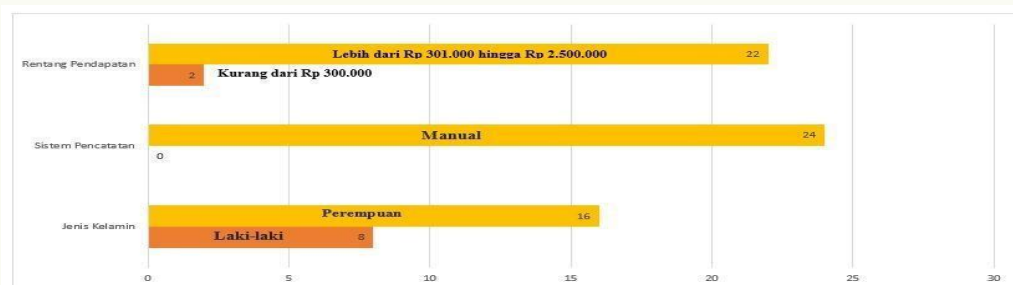 Rentang Pendapatan
Lebih dari Rp 301.000 hingga Rp 2.500.000
22
2
Kurang dari Rp 300.000
Sistem Pencatatan
Manual
24
0
Jenis Kelamin
Perempuan
16
Laki-laki
8
0 5 10 15 20 25 30